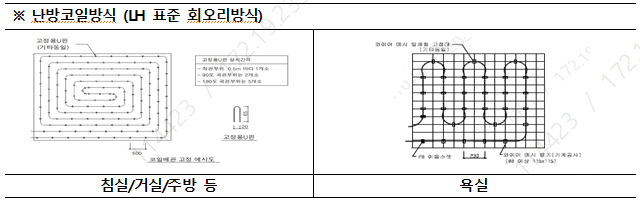 ※ 난방코일방식 (LH 표준 회오리방식)
고정용U핀
(기타동일)
고정용U핀 설치간격
- 직관부위 0.5m 마다 1개소
- 90도 곡관부위는 2개소
- 180도 곡관부위는 3개소
20
고정용U핀
500
코일배관 고정 예시도
와이어 메시 일체형 고정대
(기타동일)
PB 이음소켓
와이어 메시 깔기(기계공사)
침실/거실/주방 등
욕실